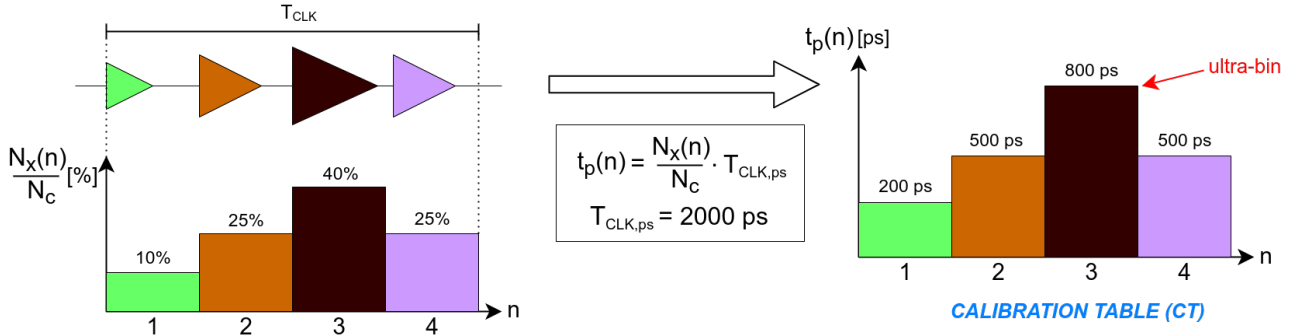 T_CLK
N_x(n)
N_c [%]
10%
25%
40%
25%
1 2 3 4 n
t_p(n) = N_x(n)/N_c · T_CLK,ps
T_CLK,ps = 2000 ps
t_p(n) [ps]
200 ps
500 ps
800 ps
500 ps
ultra-bin
1 2 3 4 n
CALIBRATION TABLE (CT)